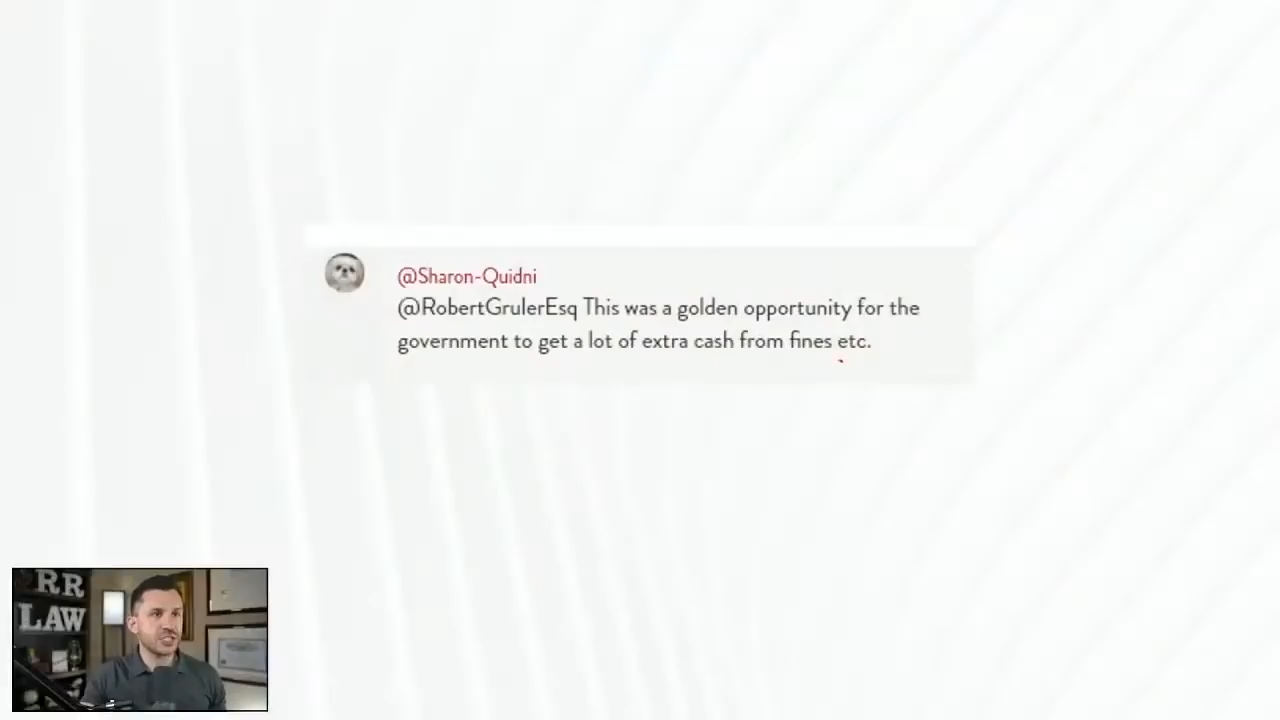 @Sharon-Quidni
@RobertGrulerEsq This was a golden opportunity for the
government to get a lot of extra cash from fines etc.
RR
LAW